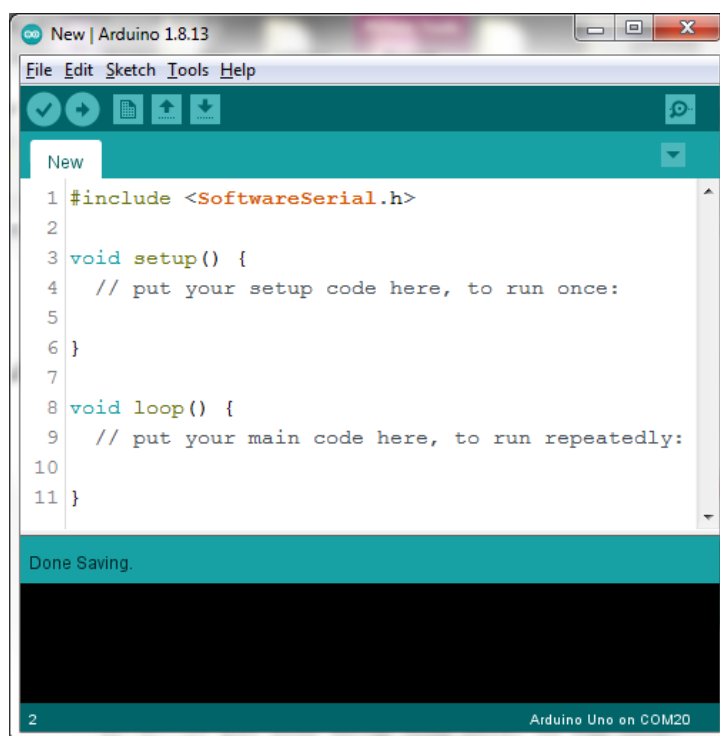 New | Arduino 1.8.13
File Edit Sketch Tools Help
New
1 #include <SoftwareSerial.h>
2
3 void setup() {
4   // put your setup code here, to run once:
5
6 }
7
8 void loop() {
9   // put your main code here, to run repeatedly:
10
11 }
Done Saving.
2 Arduino Uno on COM20